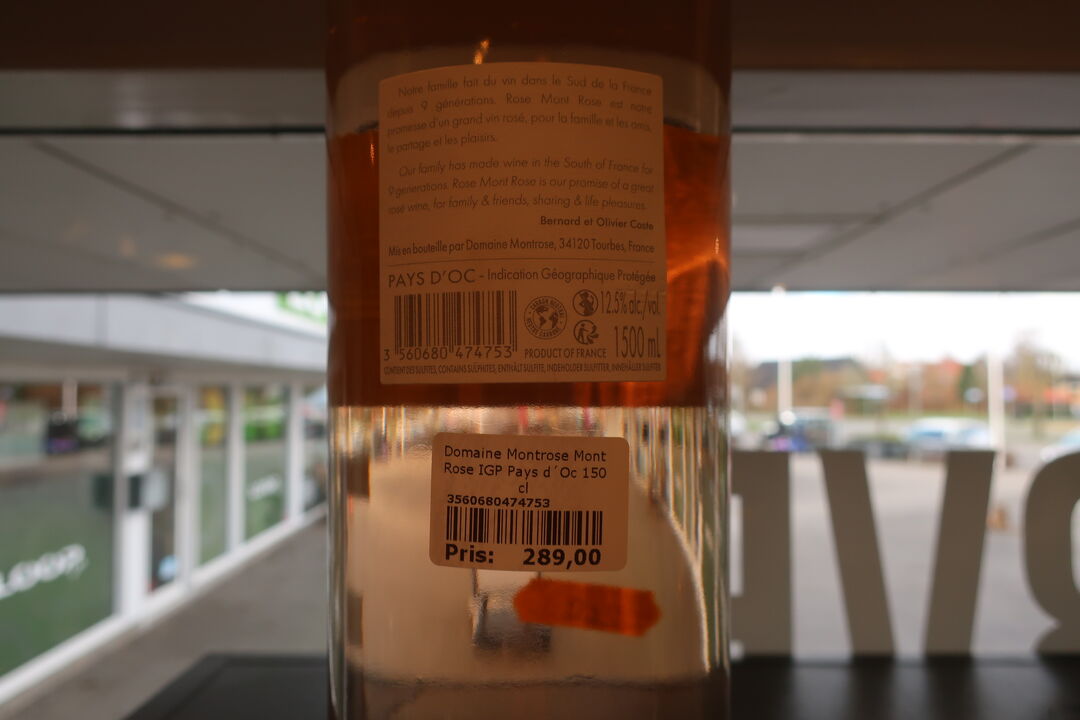 Notre famille fait du vin dans le Sud de la France
depuis 9 générations. Rose Mont Rose est notre
promesse d'un grand vin rosé, pour la famille et les amis,
le partage et les plaisirs.
Our family has made wine in the South of France for
9 generations. Rose Mont Rose is our promise of a great
rosé wine, for family & friends, sharing & life pleasures.
Bernard et Olivier Coste
Mis en bouteille par Domaine Montrose, 34120 Tourbes, France
PAYS D'OC - Indication Géographique Protégée
12.5% alc./vol.
1500 mL
3 560680 474753
PRODUCT OF FRANCE
CONTIENT DES SULFITES, CONTAINS SULPHITES, ENTHÄLT SULFITE, INDEHOLDER SULFITTER, INNEHÅLLER SULFITER
Domaine Montrose Mont
Rose IGP Pays d´Oc 150
cl
3560680474753
Pris: 289,00
LOOP